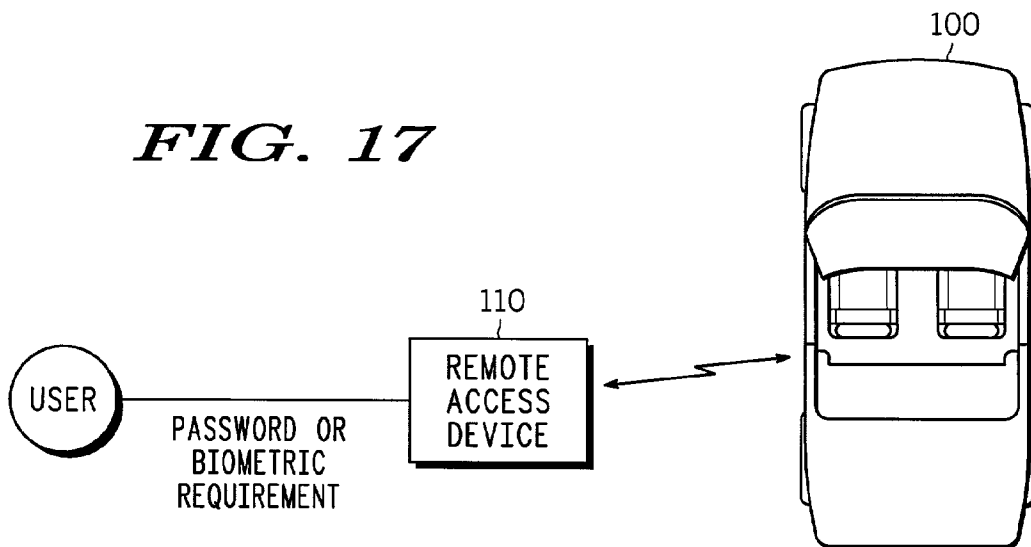 FIG. 17
100
110
USER
PASSWORD OR
BIOMETRIC
REQUIREMENT
REMOTE
ACCESS
DEVICE